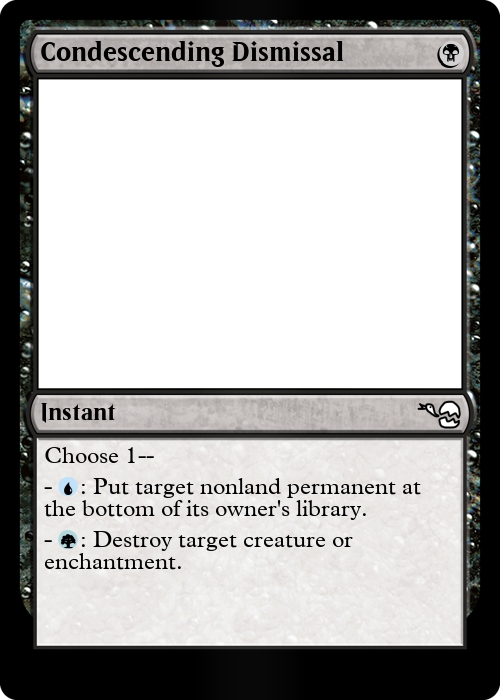 Condescending Dismissal
Instant
Choose 1--
- : Put target nonland permanent at
the bottom of its owner's library.
- : Destroy target creature or
enchantment.